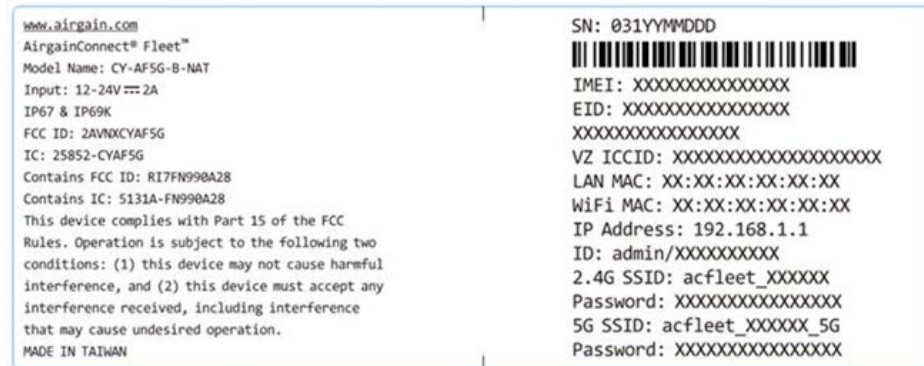 www.airgain.com
AirgainConnect® Fleet™
Model Name: CY-AF5G-B-NAT
Input: 12-24V⎓2A
IP67 & IP69K
FCC ID: 2AVNXCYAF5G
IC: 25852-CYAF5G
Contains FCC ID: RI7FN990A28
Contains IC: 5131A-FN990A28
This device complies with Part 15 of the FCC
Rules. Operation is subject to the following two
conditions: (1) this device may not cause harmful
interference, and (2) this device must accept any
interference received, including interference
that may cause undesired operation.
MADE IN TAIWAN
SN: 031YYMMDDD
IMEI: XXXXXXXXXXXXXXX
EID: XXXXXXXXXXXXXXXX
XXXXXXXXXXXXXXXX
VZ ICCID: XXXXXXXXXXXXXXXXXXXX
LAN MAC: XX:XX:XX:XX:XX:XX
WiFi MAC: XX:XX:XX:XX:XX:XX
IP Address: 192.168.1.1
ID: admin/XXXXXXXXXX
2.4G SSID: acfleet_XXXXXX
Password: XXXXXXXXXXXXXXXX
5G SSID: acfleet_XXXXXX_5G
Password: XXXXXXXXXXXXXXXX